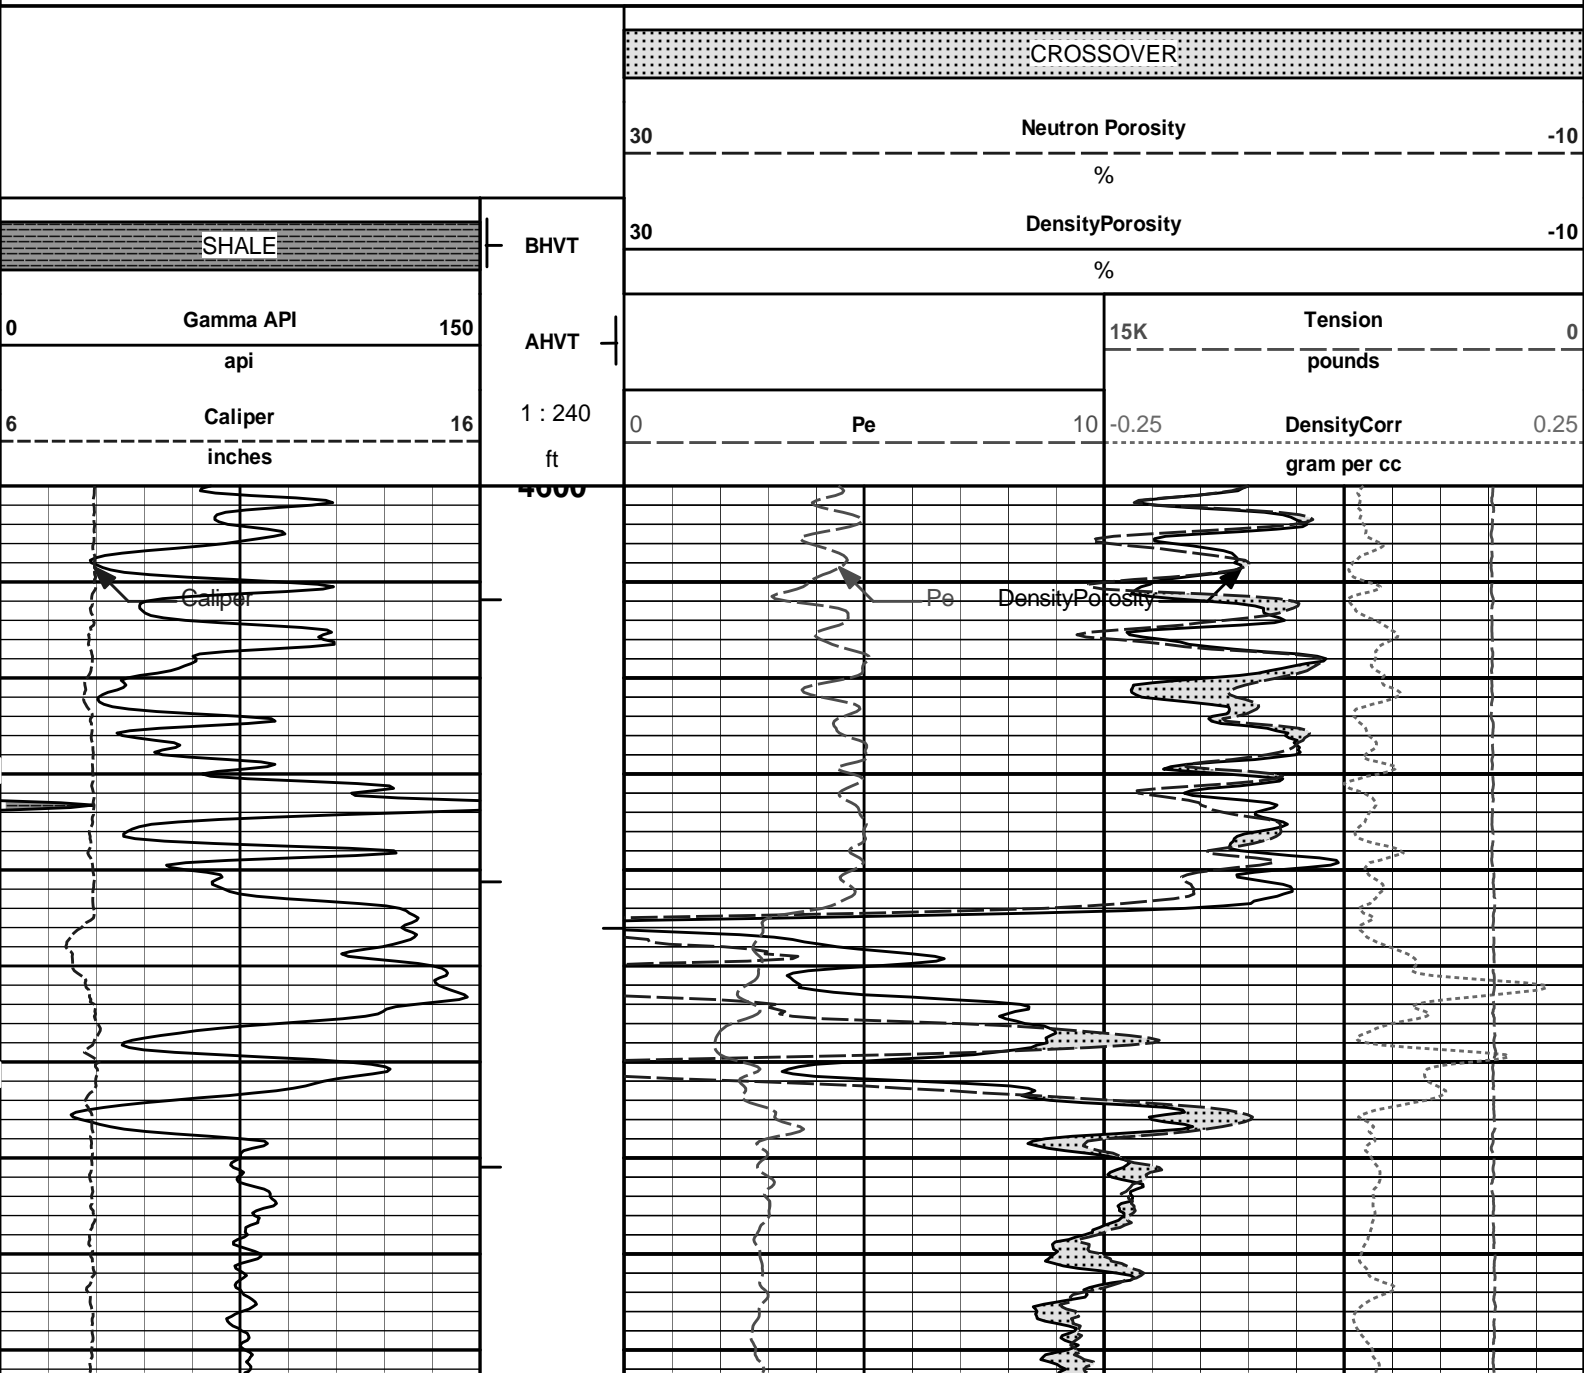 CROSSOVER
Neutron Porosity
30 -10
%
DensityPorosity
30 -10
%
SHALE
BHVT
Gamma API
0 150
api
AHVT
Tension
15K 0
pounds
Caliper
6 16
inches
1 : 240
ft
Pe
0 10
DensityCorr
-0.25 0.25
gram per cc
4600
Caliper
Pe
DensityPorosity